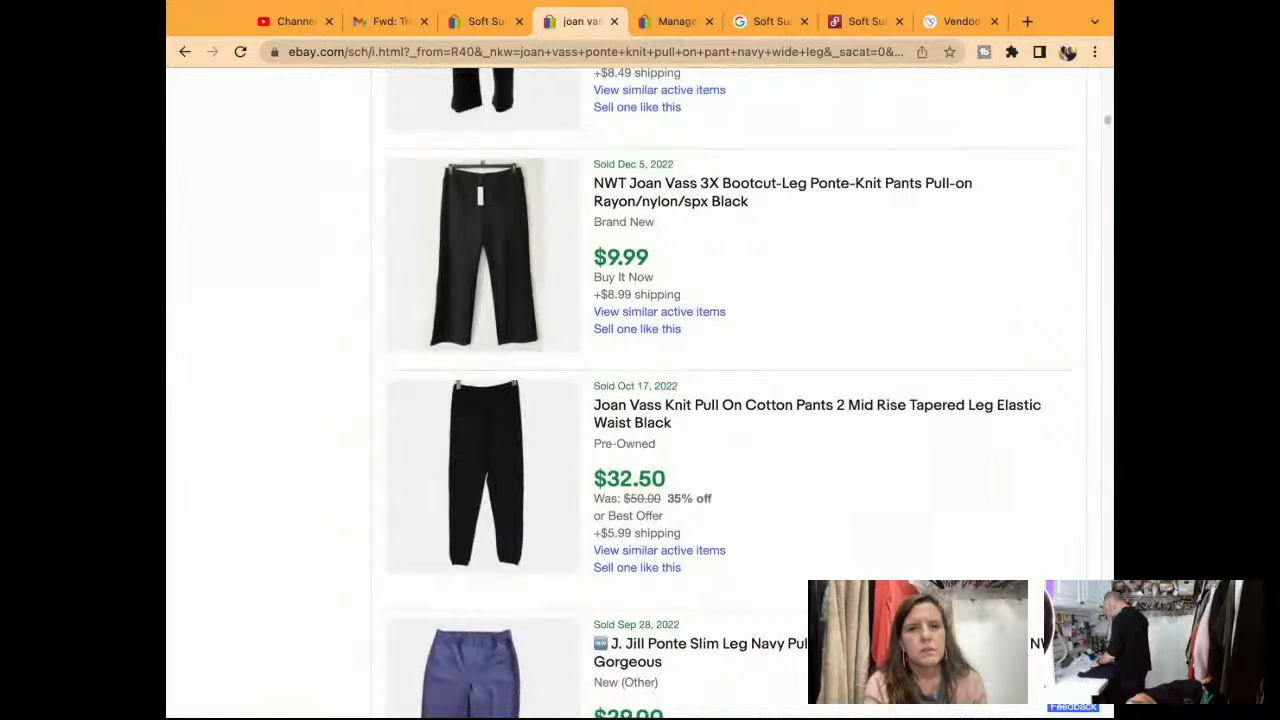 Channe
Fwd: Tr
Soft Su
joan vas
Manage
Soft Su
Soft Su
Vendoo
ebay.com/sch/i.html?_from=R40&_nkw=joan+vass+ponte+knit+pull+on+pant+navy+wide+leg&_sacat=0&...
+$8.49 shipping
View similar active items
Sell one like this
Sold Dec 5, 2022
NWT Joan Vass 3X Bootcut-Leg Ponte-Knit Pants Pull-on
Rayon/nylon/spx Black
Brand New
$9.99
Buy It Now
+$8.99 shipping
View similar active items
Sell one like this
Sold Oct 17, 2022
Joan Vass Knit Pull On Cotton Pants 2 Mid Rise Tapered Leg Elastic
Waist Black
Pre-Owned
$32.50
Was: $50.00 35% off
or Best Offer
+$5.99 shipping
View similar active items
Sell one like this
Sold Sep 28, 2022
J. Jill Ponte Slim Leg Navy Pul
Gorgeous
New (Other)
$29.99
Feedback